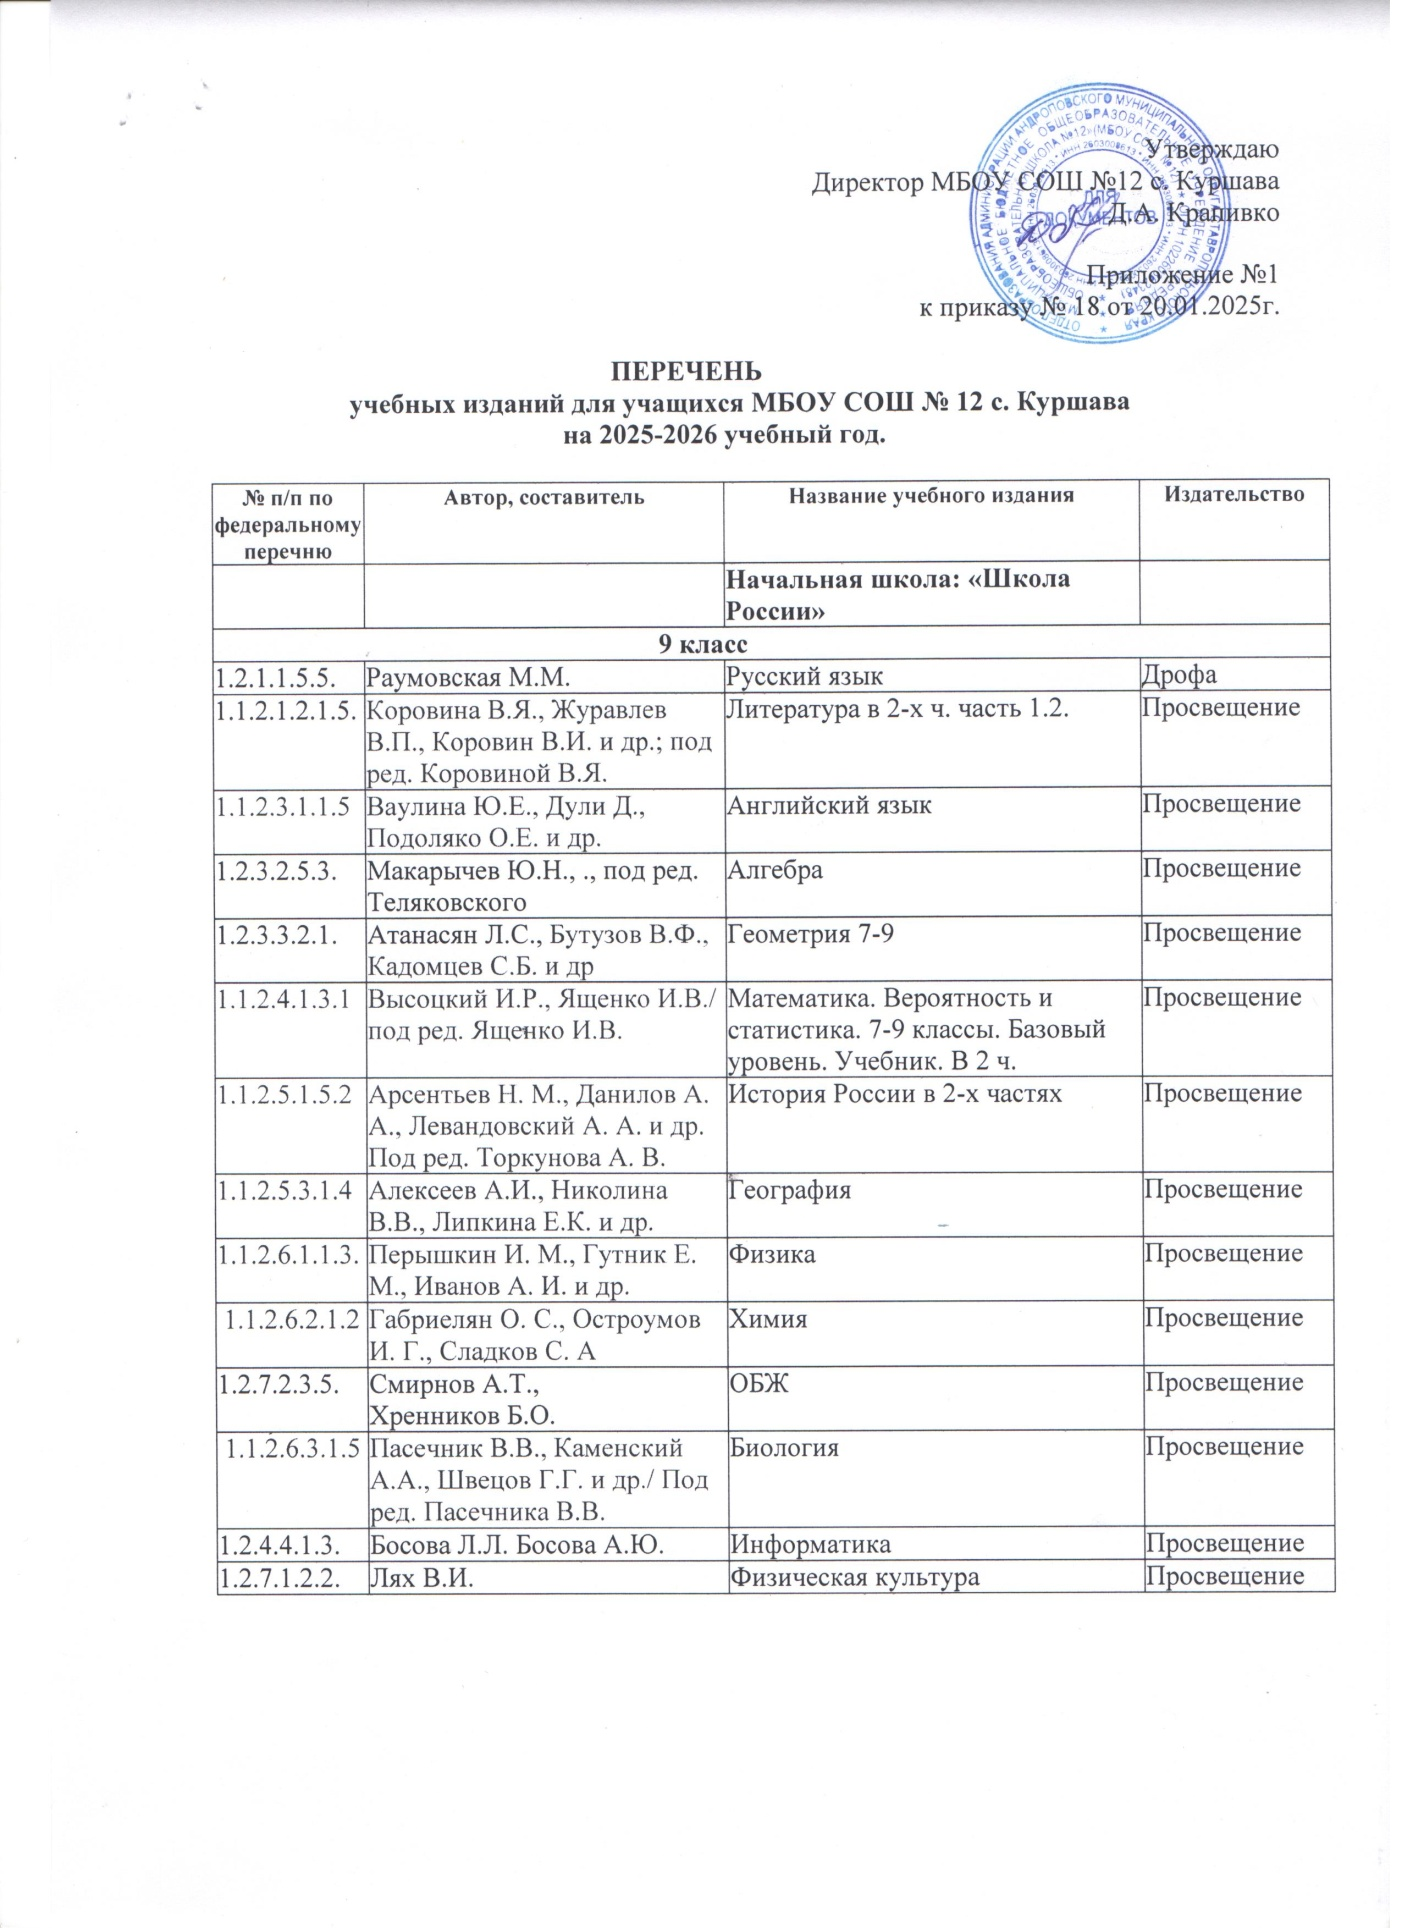 Утверждаю
Директор МБОУ СОШ №12 с. Куршава
Д.А. Крапивко
ДЛЯ
ДОКУМЕНТОВ
Приложение №1
к приказу № 18 от 20.01.2025г.
ПЕРЕЧЕНЬ
учебных изданий для учащихся МБОУ СОШ № 12 с. Куршава
на 2025-2026 учебный год.
№ п/п по федеральному перечню Автор, составитель Название учебного издания Издательство
Начальная школа: «Школа
России»
9 класс
1.2.1.1.5.5. Раумовская М.М. Русский язык Дрофа
1.1.2.1.2.1.5. Коровина В.Я., Журавлев Литература в 2-х ч. часть 1.2. Просвещение
В.П., Коровин В.И. и др.; под
ред. Коровиной В.Я.
1.1.2.3.1.1.5 Ваулина Ю.Е., Дули Д., Английский язык Просвещение
Подоляко О.Е. и др.
1.2.3.2.5.3. Макарычев Ю.Н., ., под ред. Алгебра Просвещение
Теляковского
1.2.3.3.2.1. Атанасян Л.С., Бутузов В.Ф., Геометрия 7-9 Просвещение
Кадомцев С.Б. и др
1.1.2.4.1.3.1 Высоцкий И.Р., Ященко И.В./ Математика. Вероятность и Просвещение
под ред. Ященко И.В. статистика. 7-9 классы. Базовый
уровень. Учебник. В 2 ч.
1.1.2.5.1.5.2 Арсентьев Н. М., Данилов А. История России в 2-х частях Просвещение
А., Левандовский А. А. и др.
Под ред. Торкунова А. В.
1.1.2.5.3.1.4 Алексеев А.И., Николина География Просвещение
В.В., Липкина Е.К. и др.
1.1.2.6.1.1.3. Перышкин И. М., Гутник Е. Физика Просвещение
М., Иванов А. И. и др.
1.1.2.6.2.1.2 Габриелян О. С., Остроумов Химия Просвещение
И. Г., Сладков С. А
1.2.7.2.3.5. Смирнов А.Т., ОБЖ Просвещение
Хренников Б.О.
1.1.2.6.3.1.5 Пасечник В.В., Каменский Биология Просвещение
А.А., Швецов Г.Г. и др./ Под
ред. Пасечника В.В.
1.2.4.4.1.3. Босова Л.Л. Босова А.Ю. Информатика Просвещение
1.2.7.1.2.2. Лях В.И. Физическая культура Просвещение